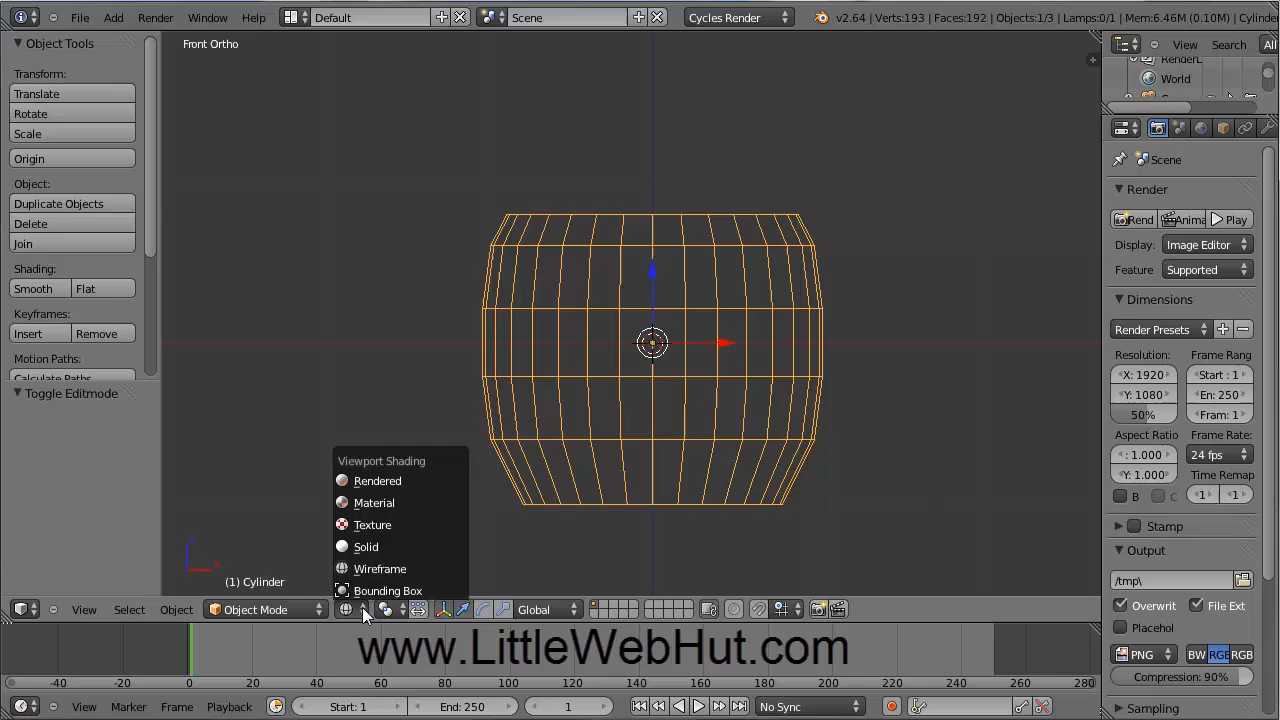 File Add Render Window Help Default Scene Cycles Render v2.64 | Verts:193 | Faces:192 | Objects:1/3 | Lamps:0/1 | Mem:6.46M (0.10M) | Cylinde
Object Tools
Front Ortho
View Search All
Transform:
Translate
Rotate
Scale
Origin
Object:
Duplicate Objects
Delete
Join
Shading:
Smooth Flat
Keyframes:
Insert Remove
Motion Paths:
Calculate Paths
Toggle Editmode
RenderL
World
Scene
Render
Rend Anima Play
Display: Image Editor
Feature Supported
Dimensions
Render Presets
Resolution: Frame Rang
X: 1920 Start : 1
Y: 1080 En: 250
50% Fram: 1
Aspect Ratio Frame Rate:
: 1.000 24 fps
Y: 1.000 Time Remap
B C : 1 : 1
Stamp
Output
/tmp\
Overwrit File Ext
Placehol
PNG BW RGB RGB
Compression: 90%
Sampling
Viewport Shading
Rendered
Material
Texture
Solid
Wireframe
Bounding Box
z
x
(1) Cylinder
View Select Object Object Mode Global
www.LittleWebHut.com
-40 -20 0 20 40 60 80 100 120 140 160 180 200 220 240 260 280
View Marker Frame Playback Start: 1 End: 250 1 No Sync